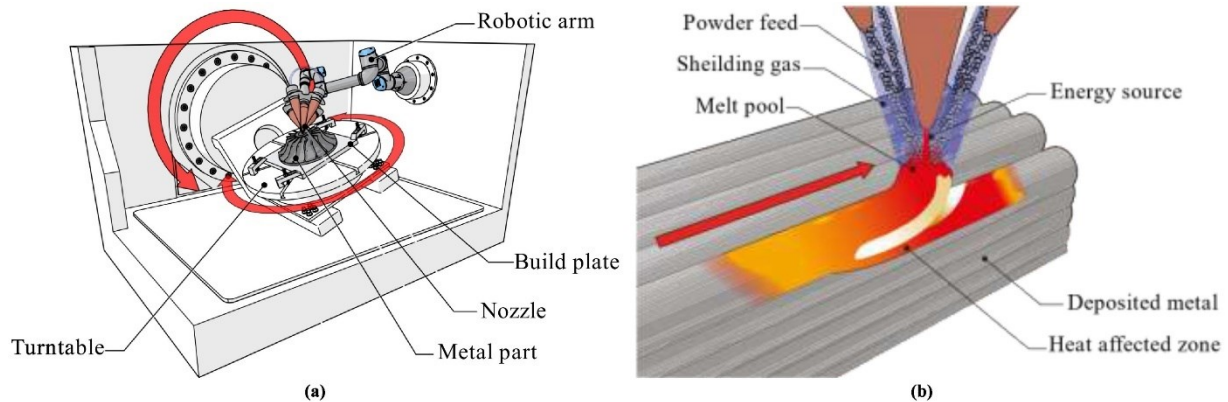 Robotic arm
Build plate
Nozzle
Metal part
Turntable
(a)
Powder feed
Sheilding gas
Melt pool
Energy source
Deposited metal
Heat affected zone
(b)